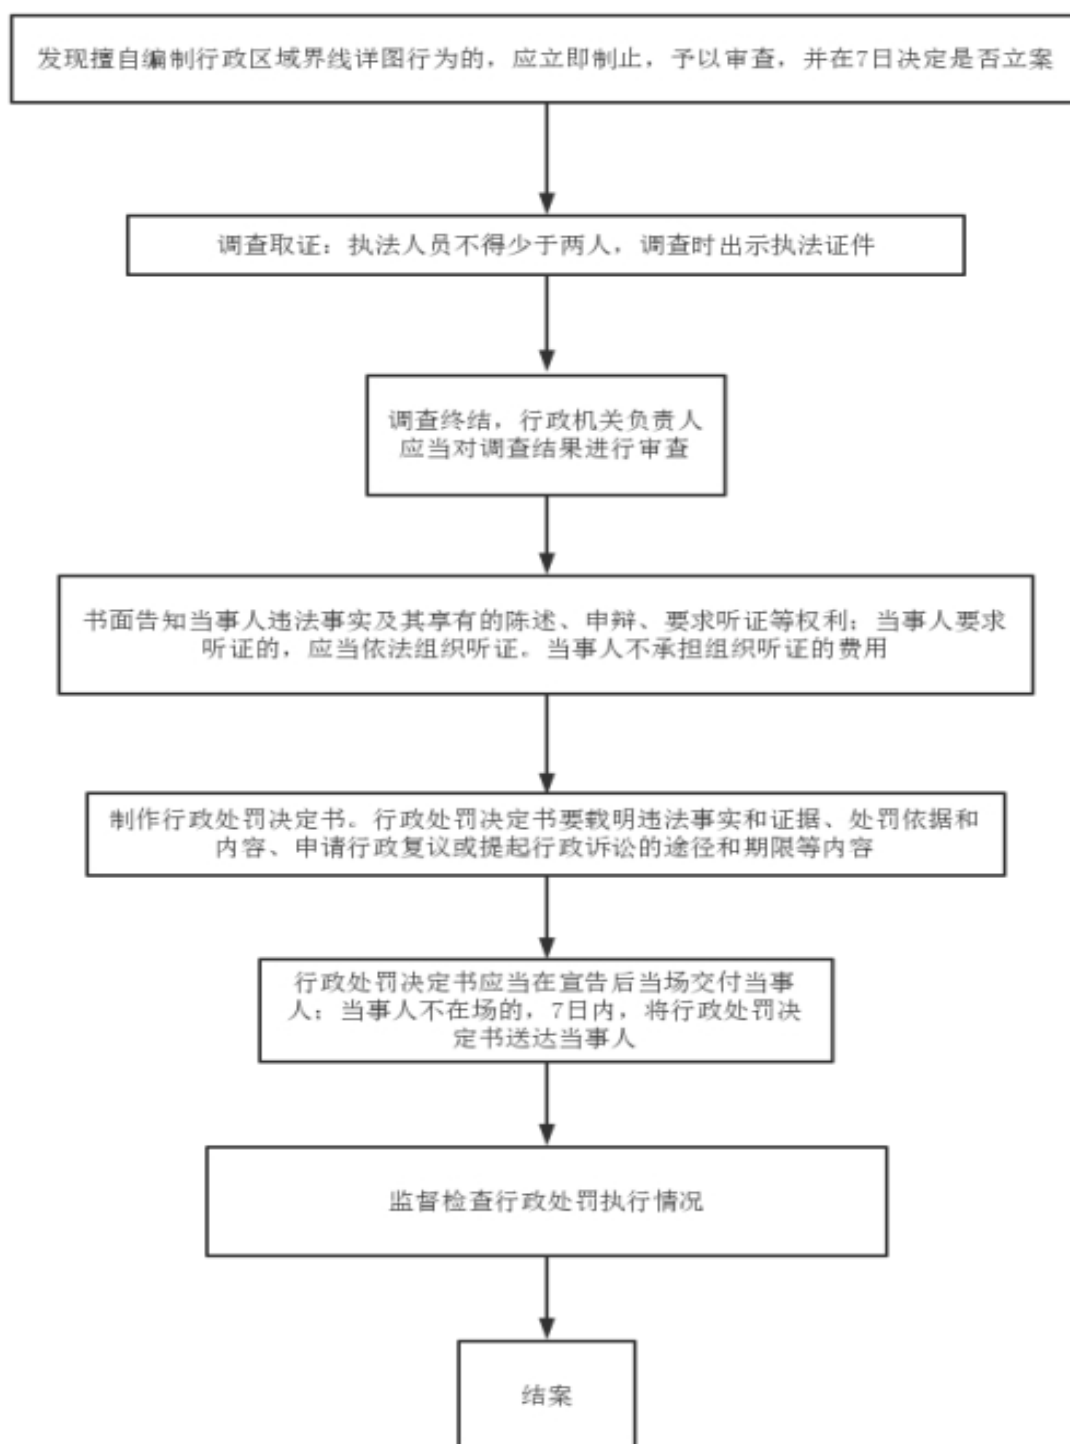 发现擅自编制行政区域界线详图行为的，应立即制止，予以审查，并在7日决定是否立案
调查取证：执法人员不得少于两人，调查时出示执法证件
调查终结，行政机关负责人
应当对调查结果进行审查
书面告知当事人违法事实及其享有的陈述、申辩、要求听证等权利；当事人要求
听证的，应当依法组织听证。当事人不承担组织听证的费用
制作行政处罚决定书。行政处罚决定书要载明违法事实和证据、处罚依据和
内容、申请行政复议或提起行政诉讼的途径和期限等内容
行政处罚决定书应当在宣告后当场交付当事
人；当事人不在场的，7日内，将行政处罚决
定书送达当事人
监督检查行政处罚执行情况
结案